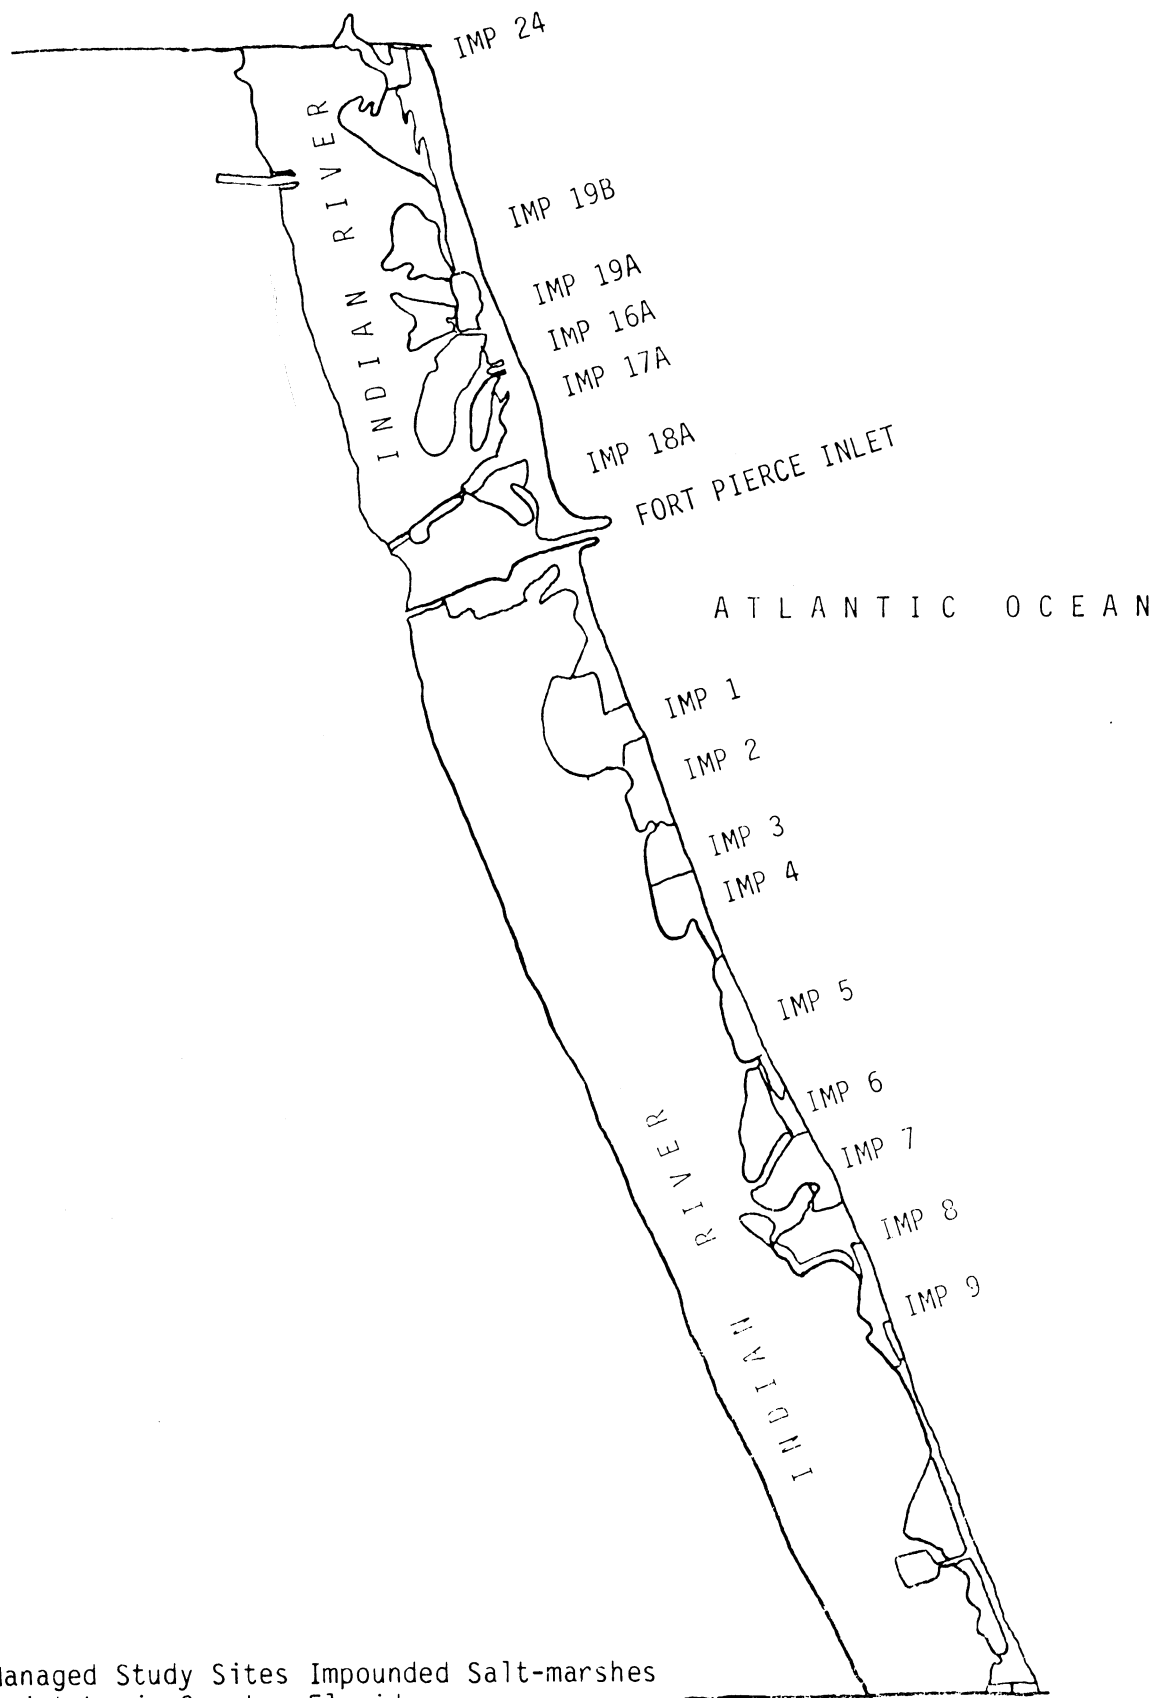 IMP 24
INDIAN RIVER
IMP 19B
IMP 19A
IMP 16A
IMP 17A
IMP 18A
FORT PIERCE INLET
ATLANTIC OCEAN
IMP 1
IMP 2
IMP 3
IMP 4
IMP 5
IMP 6
IMP 7
IMP 8
IMP 9
INDIAN RIVER
Managed Study Sites Impounded Salt-marshes